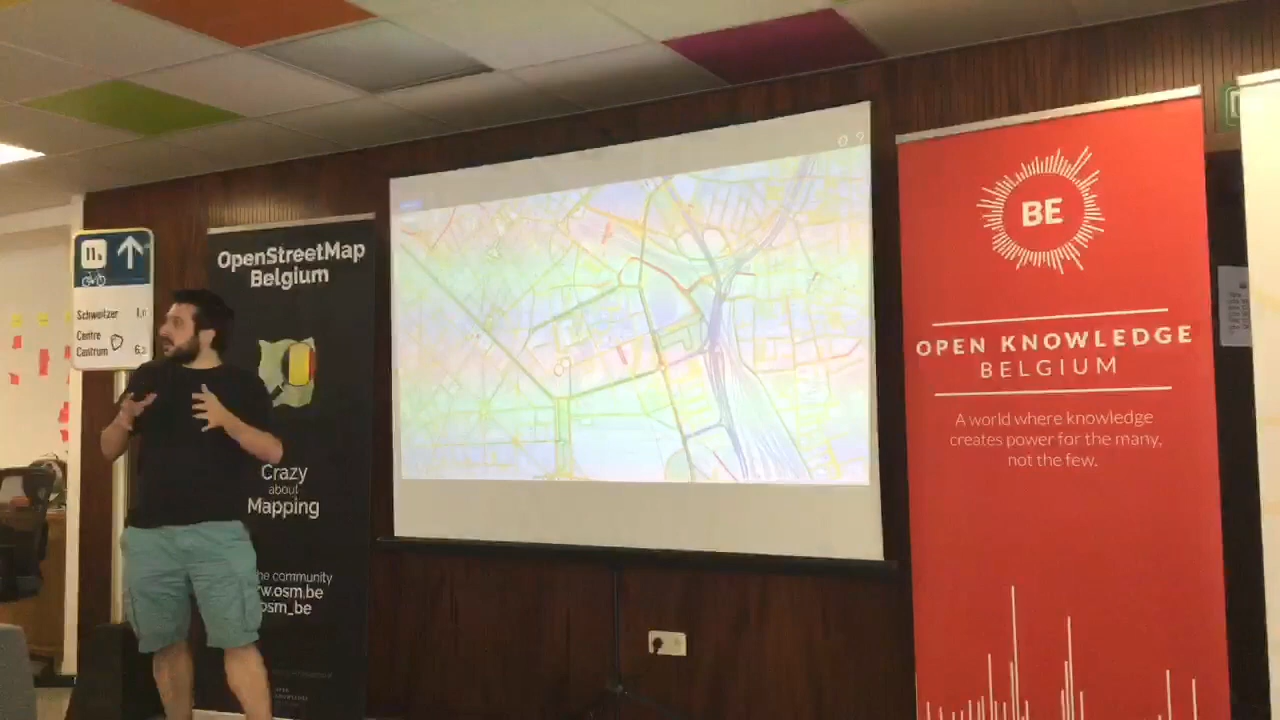 Schweitzer
Centre
Centrum
OpenStreetMap
Belgium
Crazy
about
Mapping
he community
w.osm.be
osm_be
BE
OPEN KNOWLEDGE
BELGIUM
A world where knowledge
creates power for the many,
not the few.